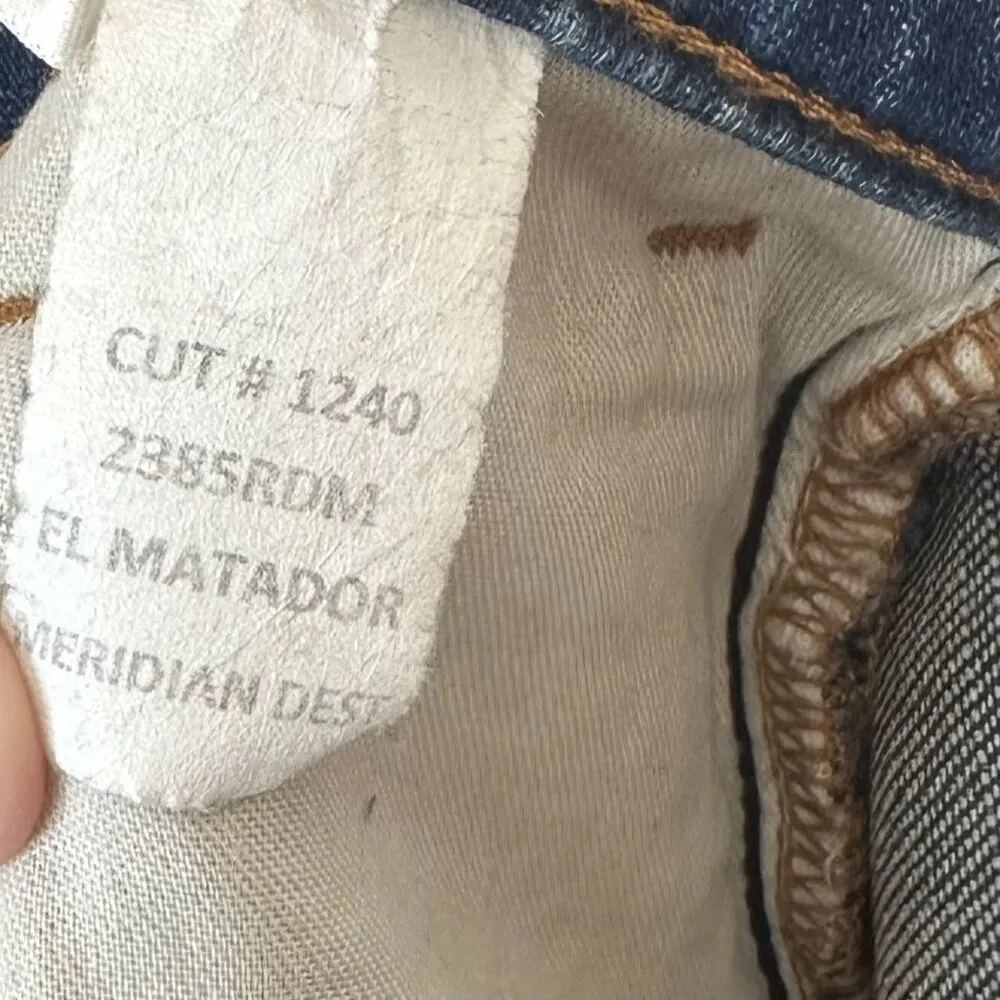 CUT # 1240
2385RDM
EL MATADOR
MERIDIAN DEST